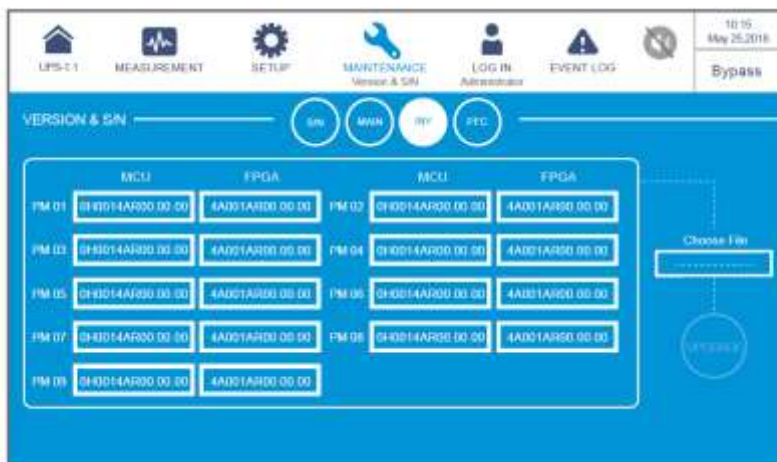 10:15
May 25,2018
UPS-1.1 MEASUREMENT SETUP MAINTENANCE LOG IN EVENT LOG
Version & S/N Administrator
Bypass
VERSION & S/N S/N MAIN INV PFC
MCU FPGA MCU FPGA
PM 01 0H0014AR00.00.00 4A001AR00.00.00 PM 02 0H0014AR00.00.00 4A001AR00.00.00
PM 03 0H0014AR00.00.00 4A001AR00.00.00 PM 04 0H0014AR00.00.00 4A001AR00.00.00
Choose File
PM 05 0H0014AR00.00.00 4A001AR00.00.00 PM 06 0H0014AR00.00.00 4A001AR00.00.00
PM 07 0H0014AR00.00.00 4A001AR00.00.00 PM 08 0H0014AR00.00.00 4A001AR00.00.00
UPGRADE
PM 09 0H0014AR00.00.00 4A001AR00.00.00